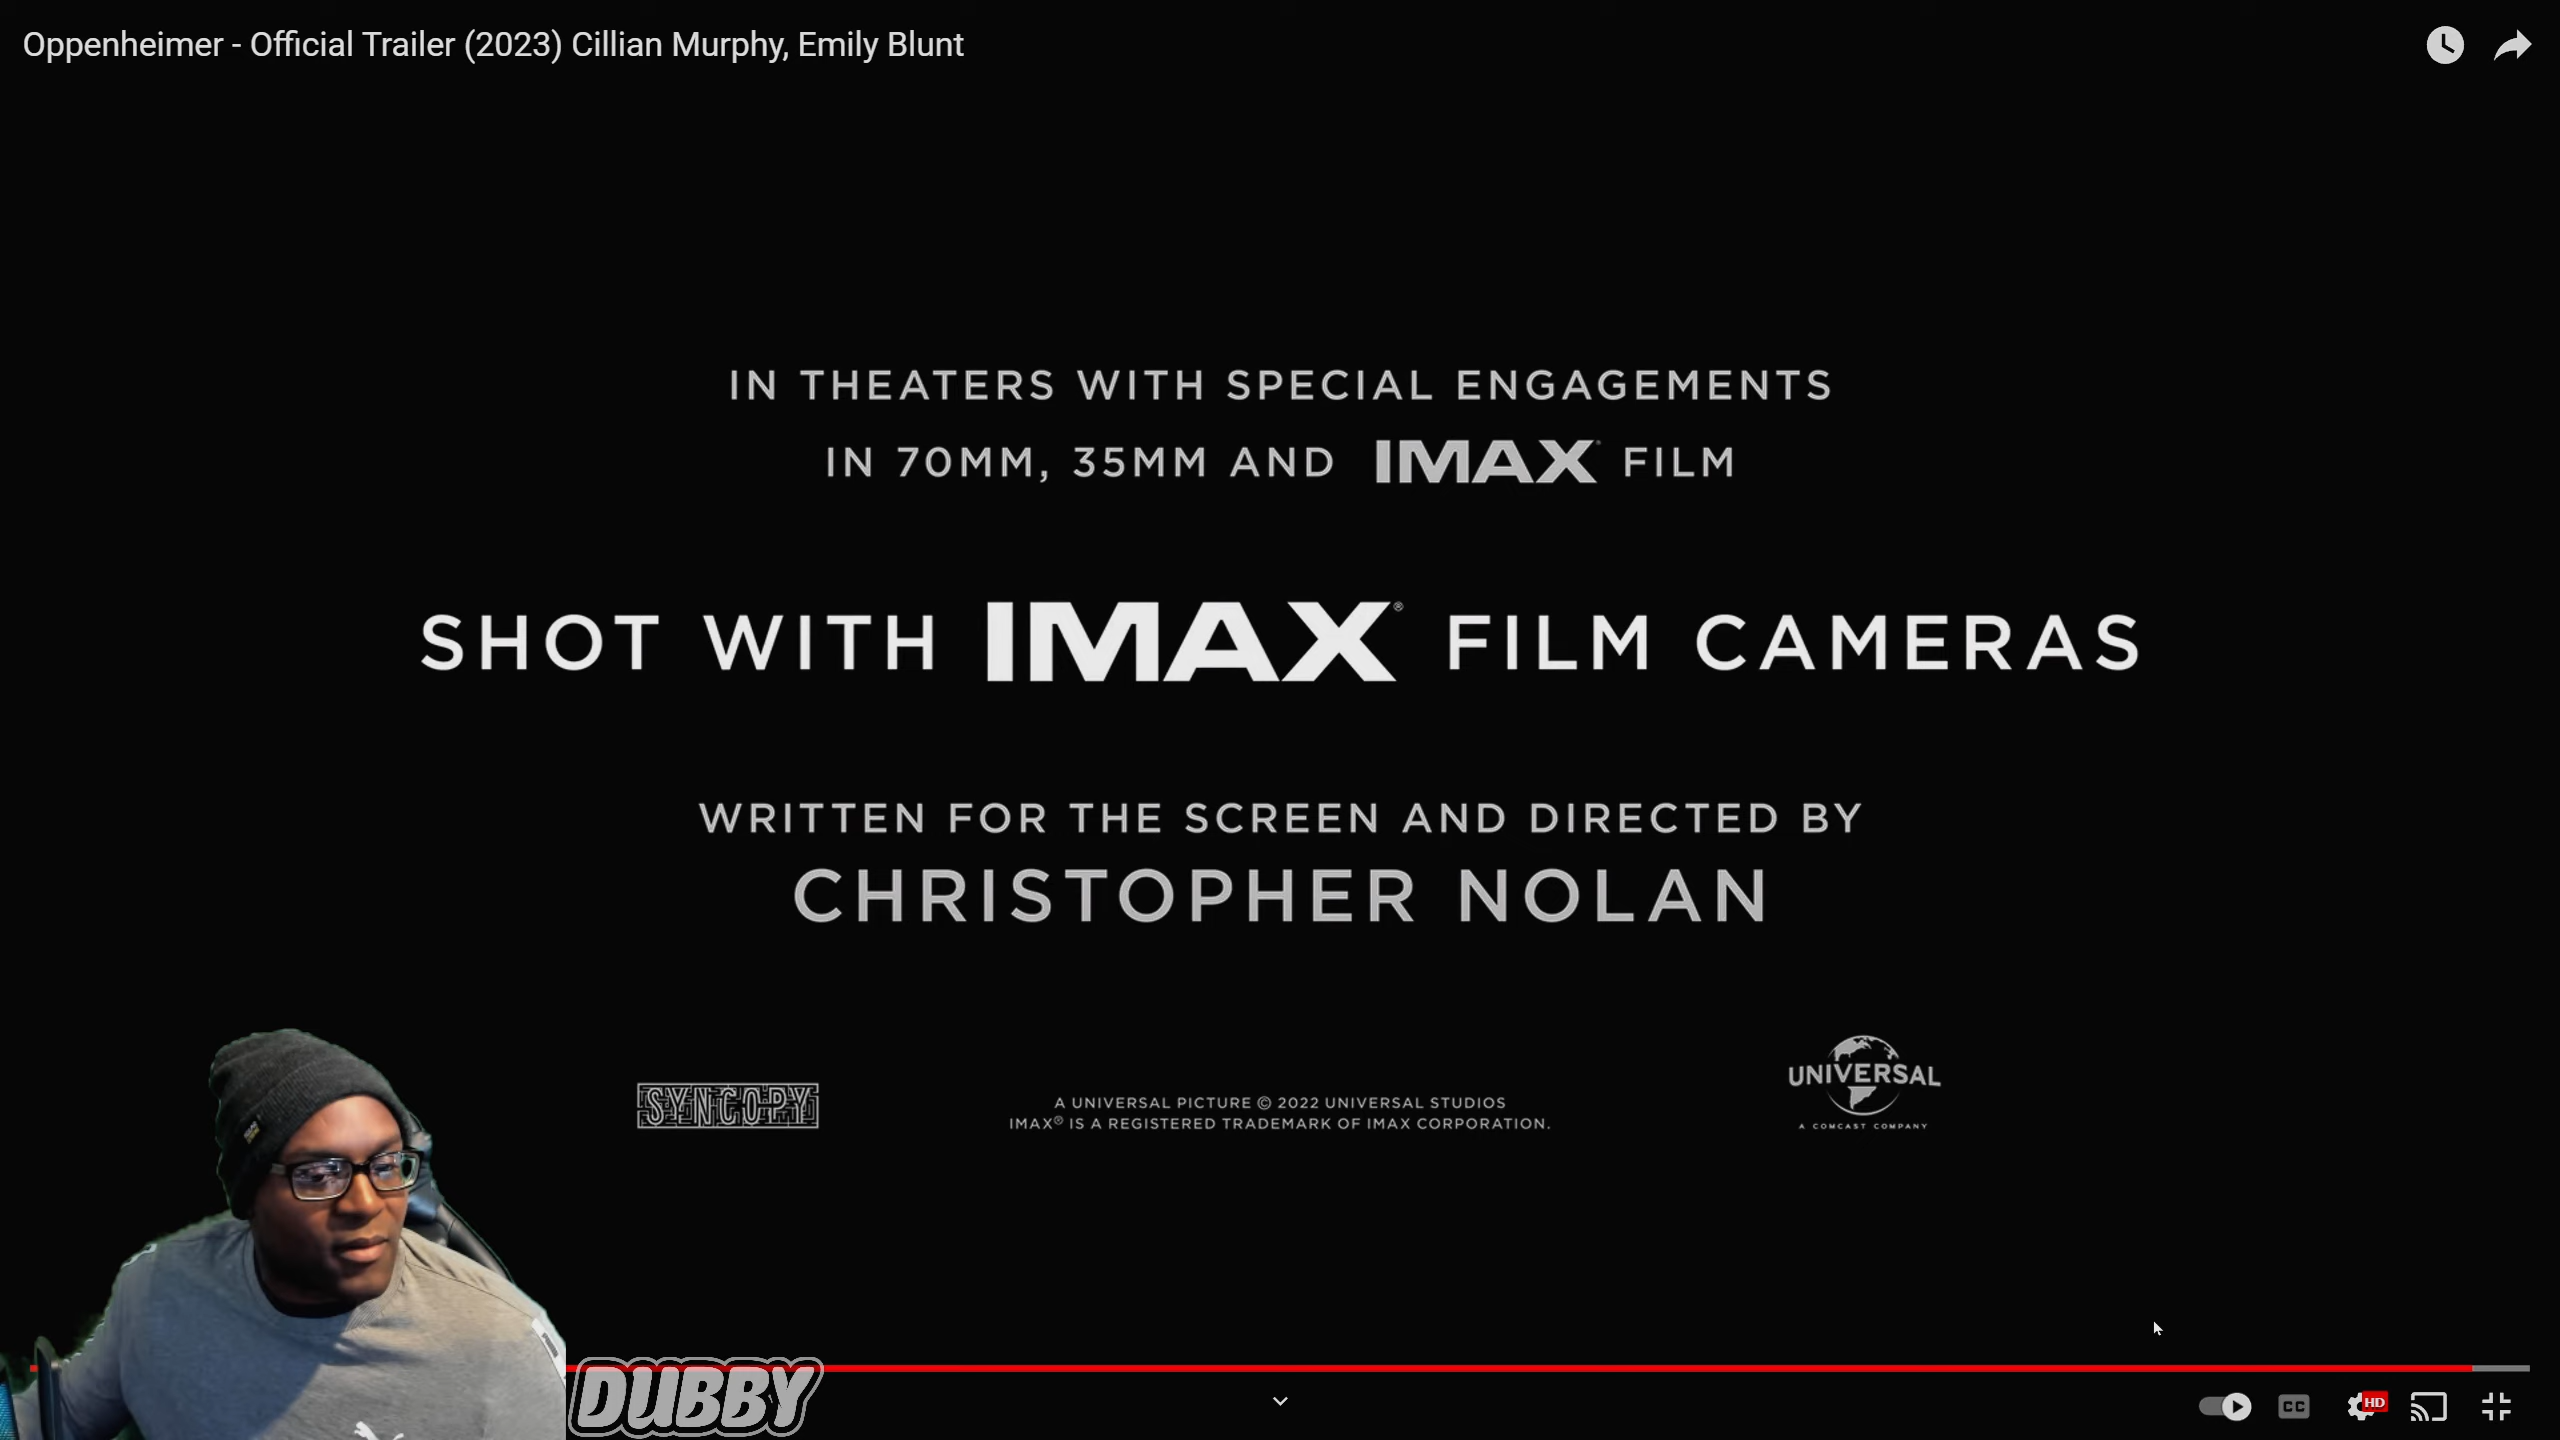 Oppenheimer - Official Trailer (2023) Cillian Murphy, Emily Blunt
IN THEATERS WITH SPECIAL ENGAGEMENTS
IN 70MM, 35MM AND IMAX® FILM
SHOT WITH IMAX® FILM CAMERAS
WRITTEN FOR THE SCREEN AND DIRECTED BY
CHRISTOPHER NOLAN
SYNCOPY
A UNIVERSAL PICTURE © 2022 UNIVERSAL STUDIOS
IMAX® IS A REGISTERED TRADEMARK OF IMAX CORPORATION.
UNIVERSAL
A COMCAST COMPANY
DUBBY
CC
HD